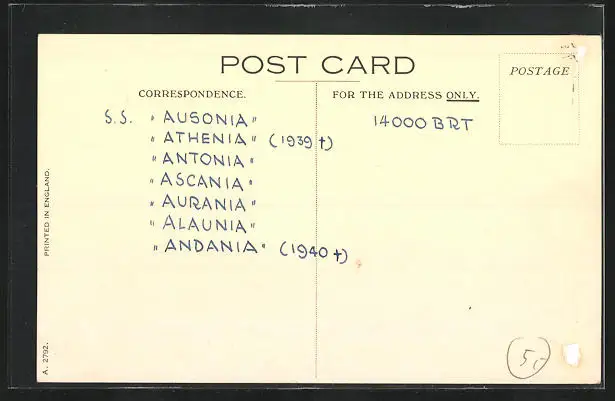 POST CARD
CORRESPONDENCE.
FOR THE ADDRESS ONLY.
POSTAGE
S.S. "AUSONIA" 14000 BRT
"ATHENIA" (1939 †)
"ANTONIA"
"ASCANIA"
"AURANIA"
"ALAUNIA"
"ANDANIA" (1940 †)
PRINTED IN ENGLAND.
A. 2792.